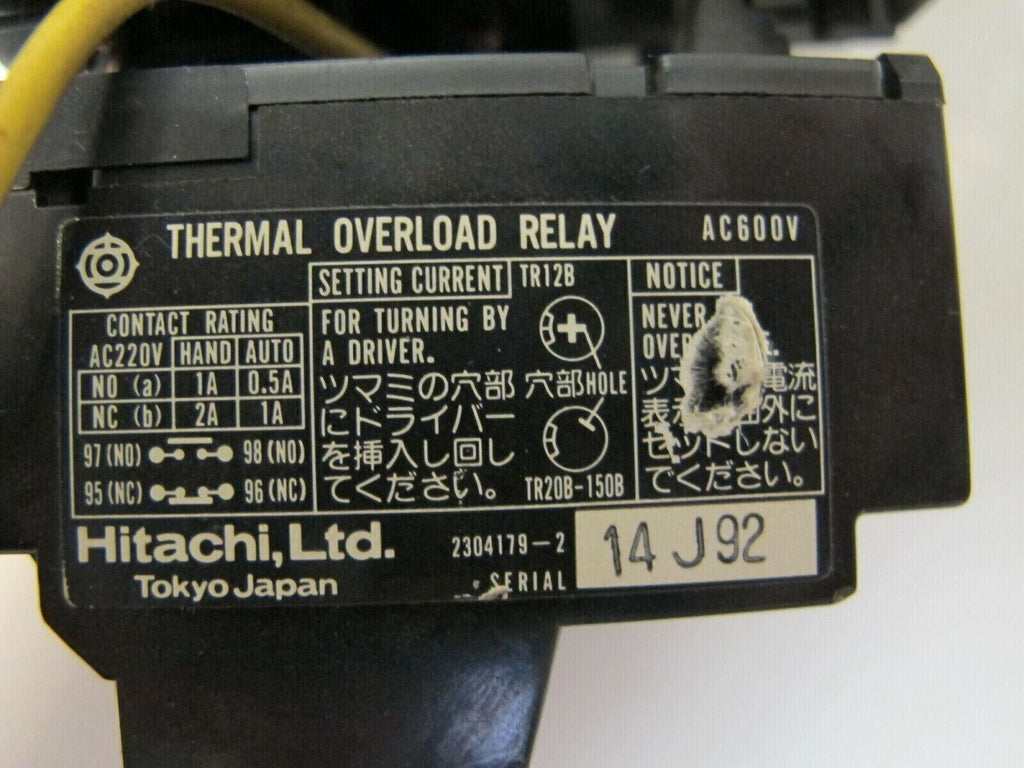 THERMAL OVERLOAD RELAY AC600V
CONTACT RATING
AC220V HAND AUTO
NO (a) 1A 0.5A
NC (b) 2A 1A
97(NO) 98(NO)
95(NC) 96(NC)
SETTING CURRENT
FOR TURNING BY
A DRIVER.
ツマミの穴部
にドライバー
を挿入し回し
てください。
TR12B
穴部HOLE
TR20B-150B
NOTICE
NEVER
電流
外に
セットしない
でください。
Hitachi,Ltd.
Tokyo Japan
2304179-2
SERIAL
14 J92